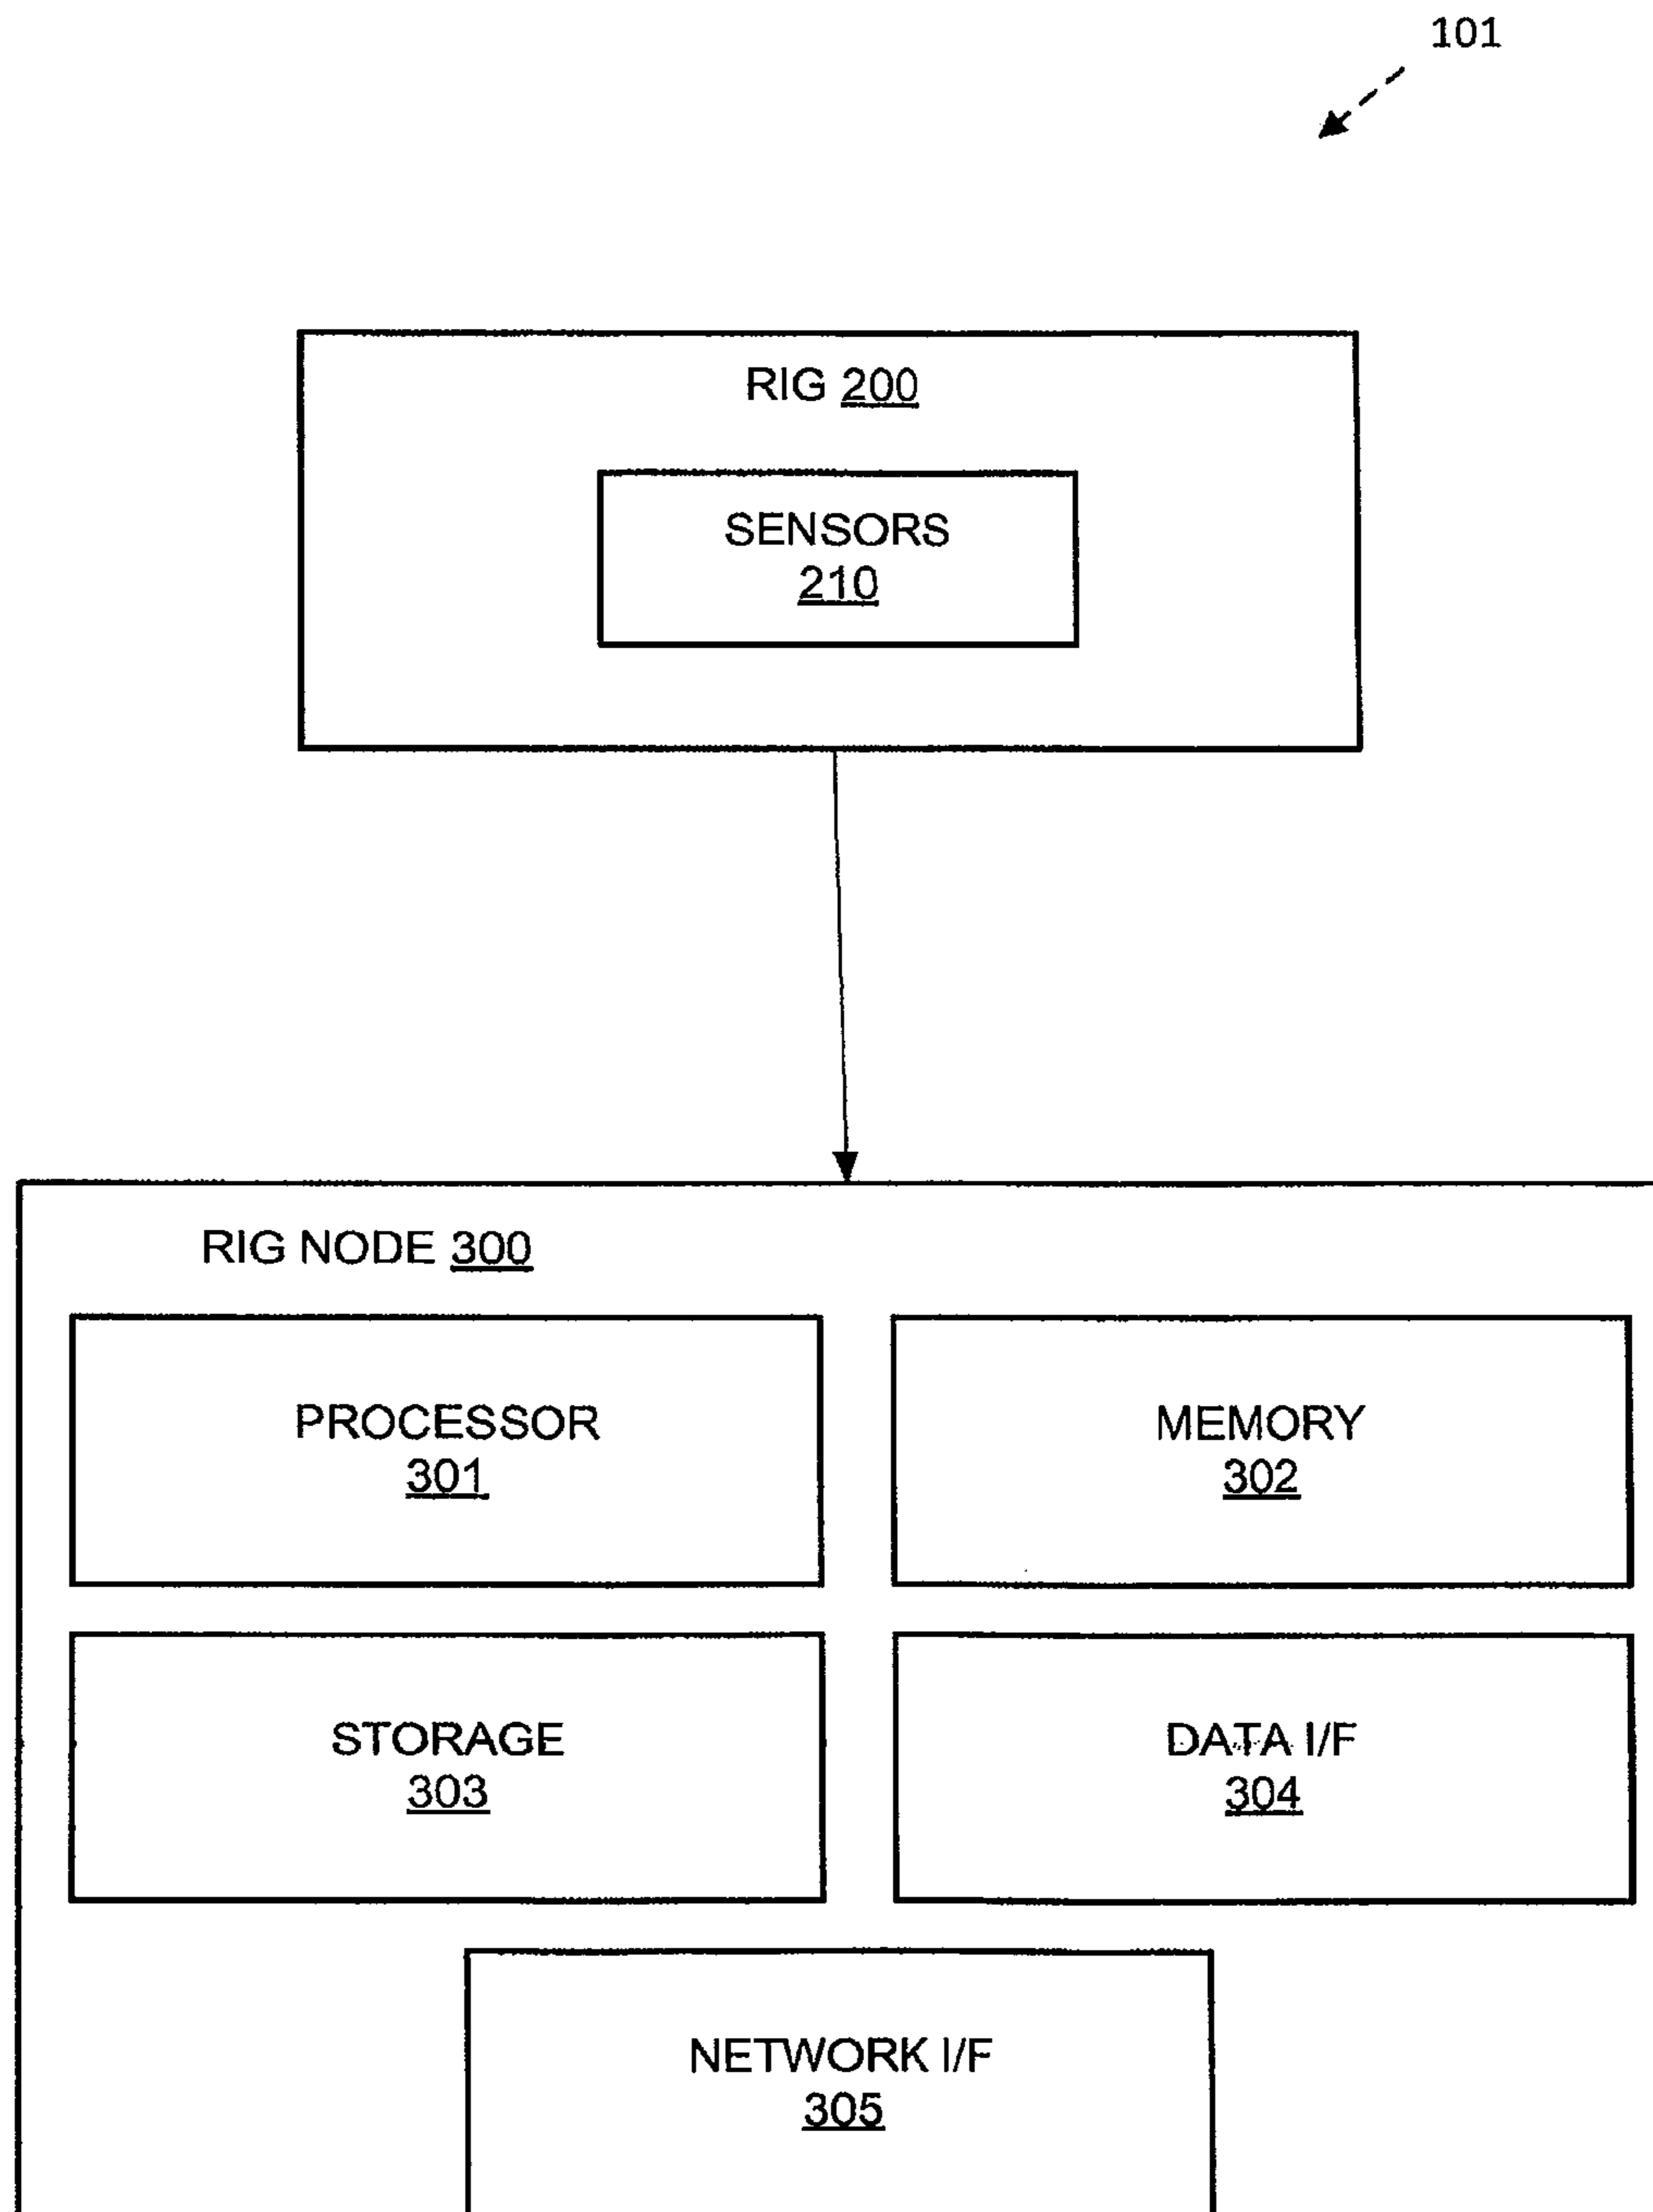 101
RIG 200
SENSORS
210
RIG NODE 300
PROCESSOR
301
MEMORY
302
STORAGE
303
DATA I/F
304
NETWORK I/F
305